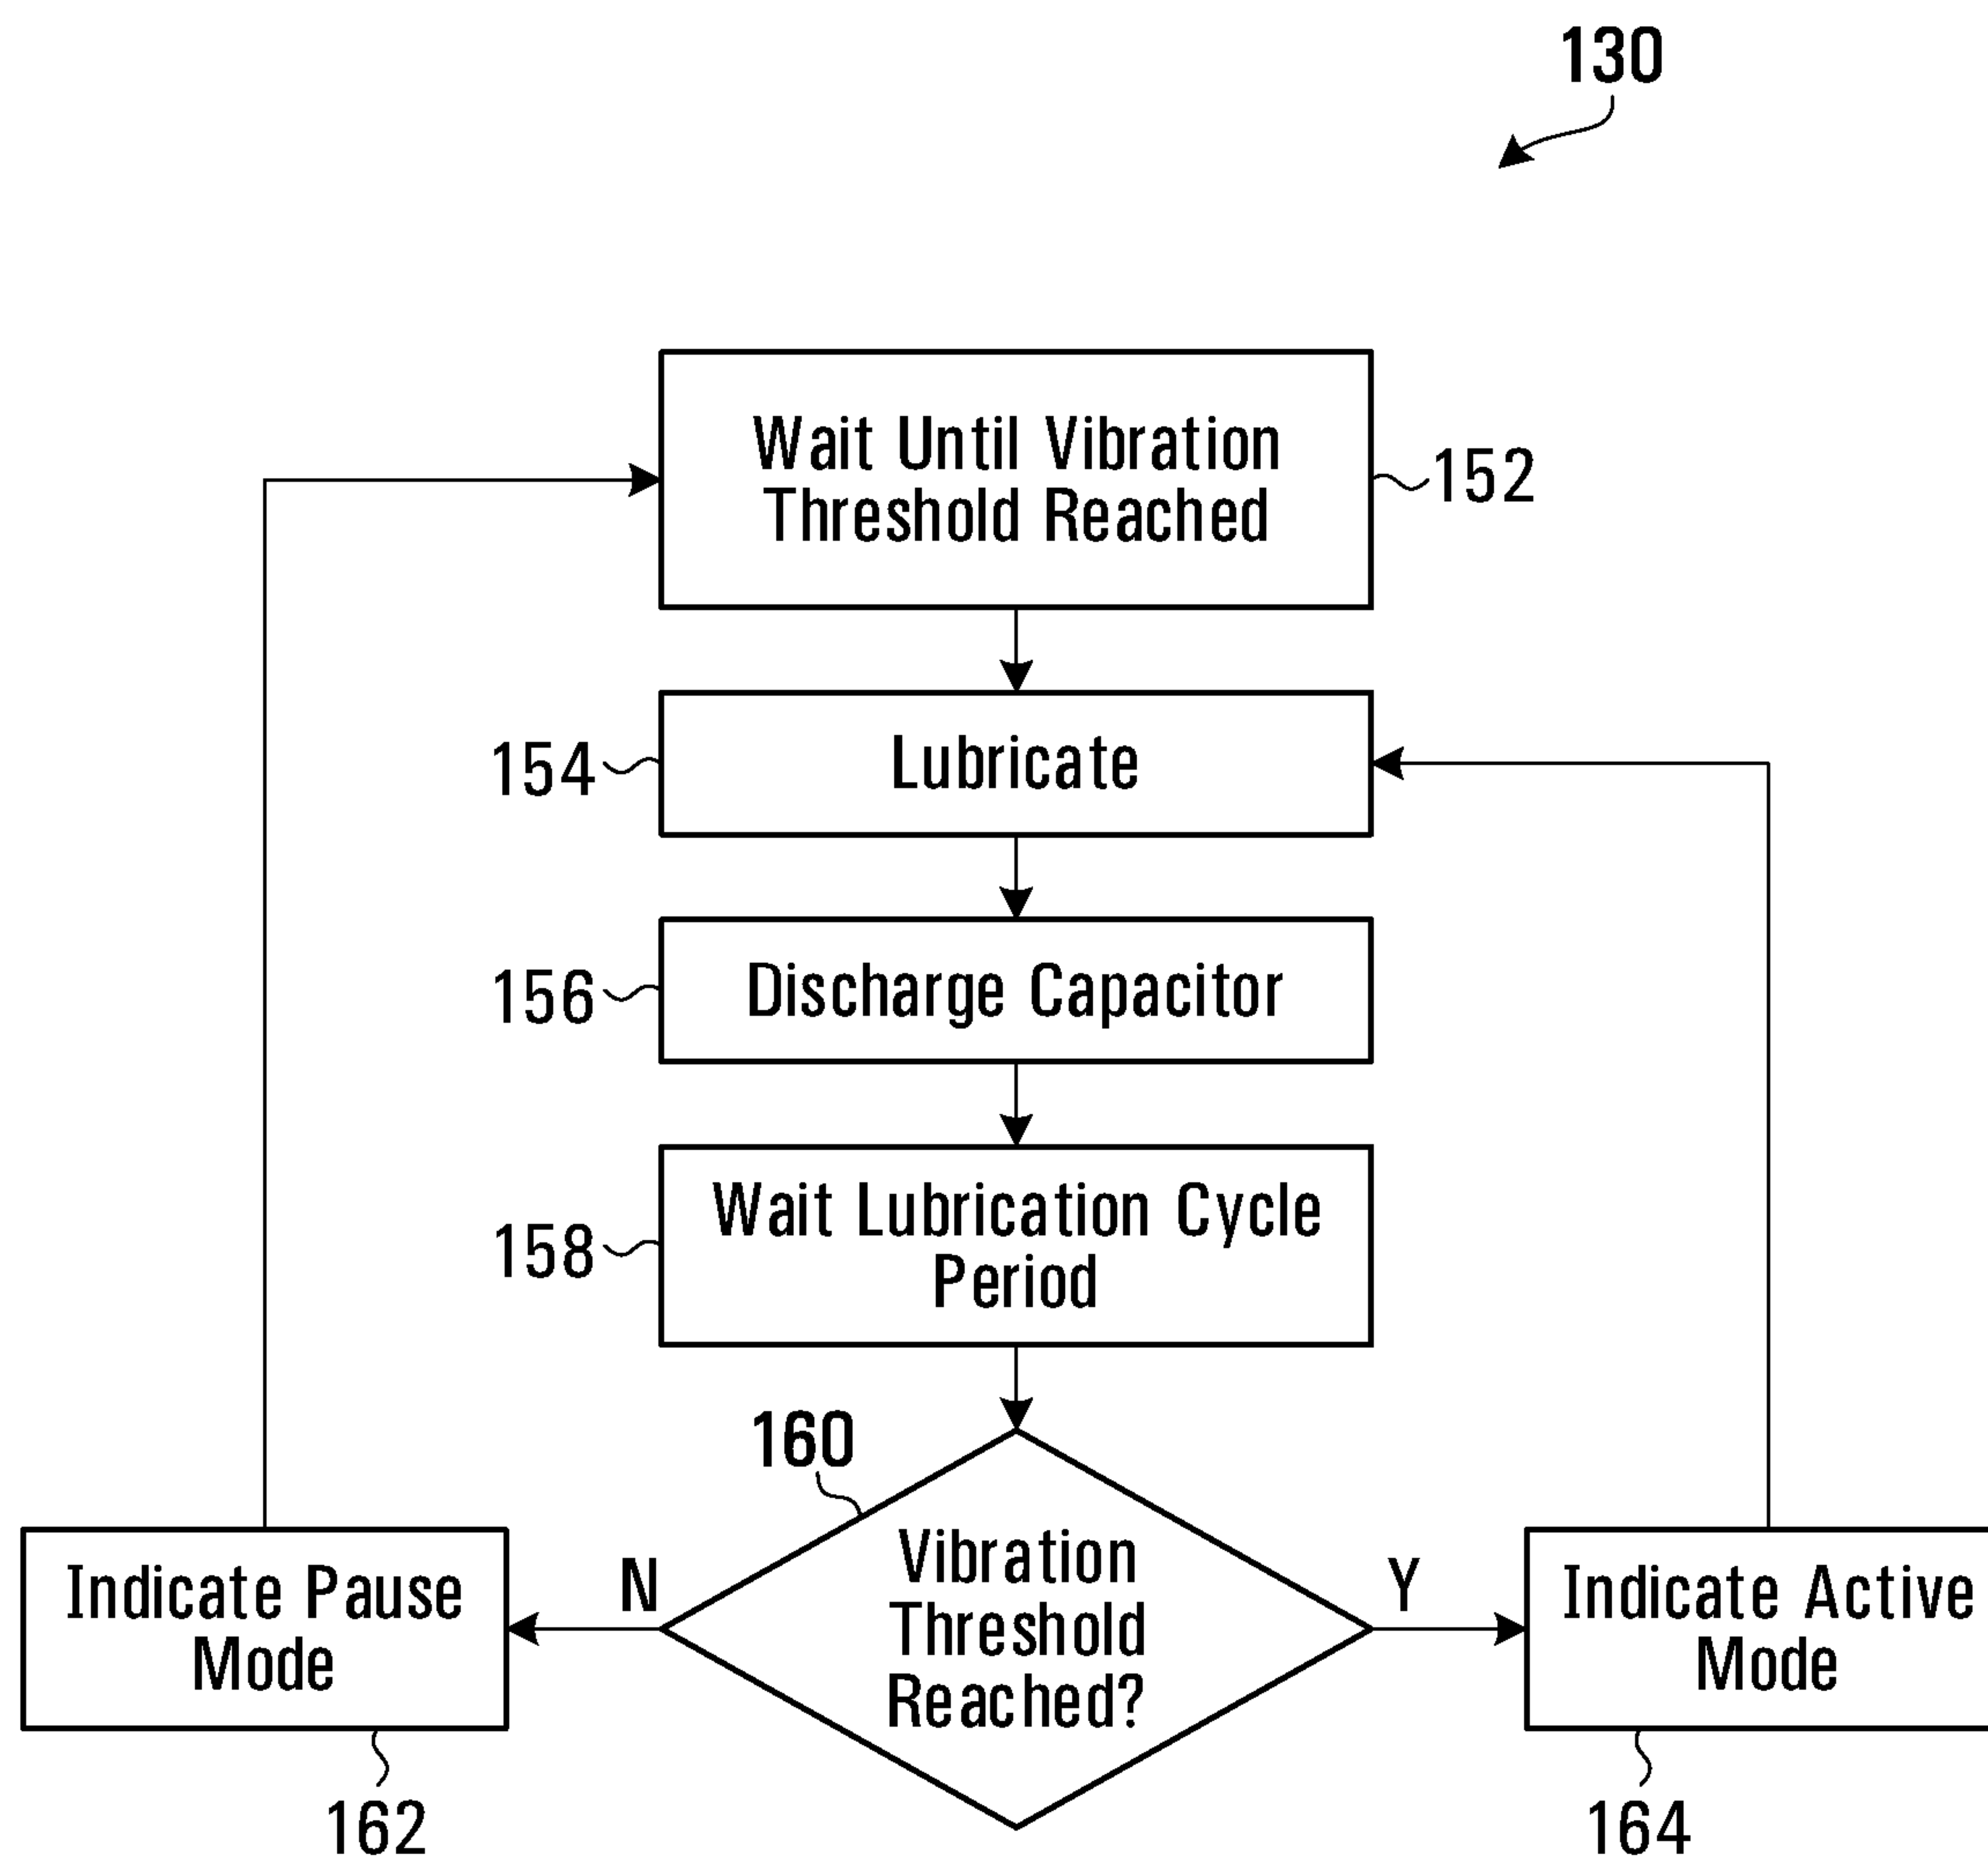 130
Wait Until Vibration
Threshold Reached
152
154
Lubricate
156
Discharge Capacitor
158
Wait Lubrication Cycle
Period
160
Vibration
Threshold
Reached?
N
Y
Indicate Pause
Mode
162
Indicate Active
Mode
164